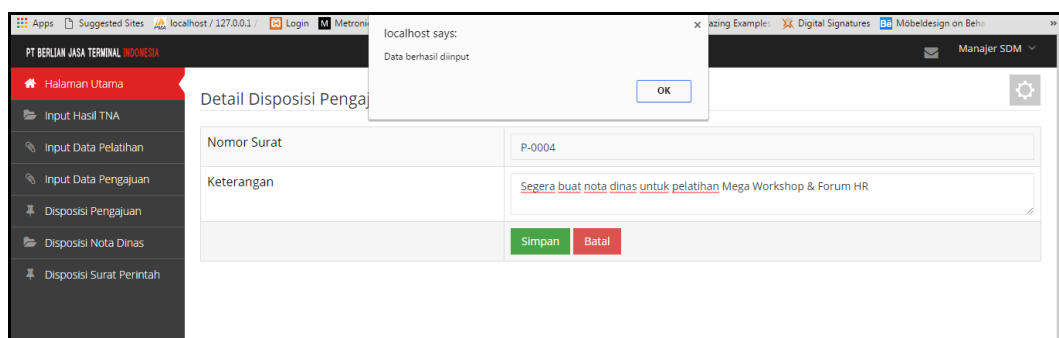 Apps Suggested Sites localhost / 127.0.0.1 / Login Metroni azing Examples Digital Signatures Möbeldesign on Beha »
localhost says:
Data berhasil diinput
OK
PT BERLIAN JASA TERMINAL INDONESIA
Manajer SDM
Halaman Utama
Input Hasil TNA
Input Data Pelatihan
Input Data Pengajuan
Disposisi Pengajuan
Disposisi Nota Dinas
Disposisi Surat Perintah
Detail Disposisi Pengaj
Nomor Surat P-0004
Keterangan Segera buat nota dinas untuk pelatihan Mega Workshop & Forum HR
Simpan Batal